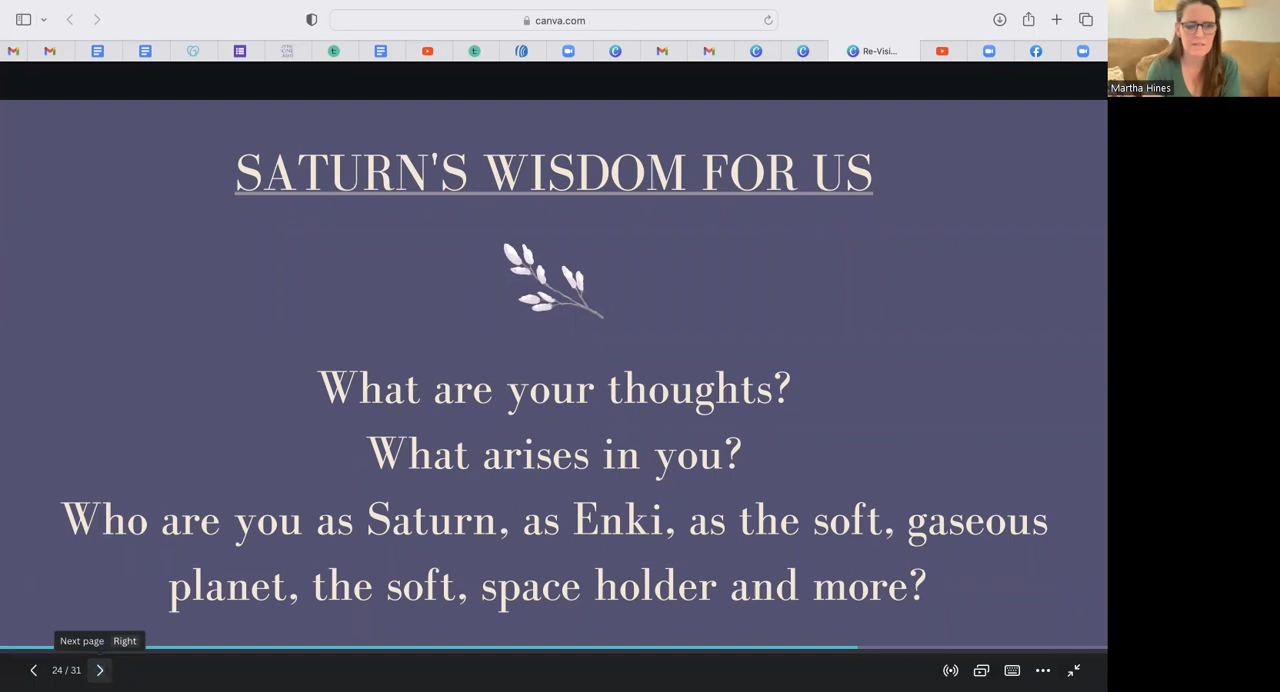 canva.com
Re-Visi...
Martha Hines
SATURN'S WISDOM FOR US
What are your thoughts?
What arises in you?
Who are you as Saturn, as Enki, as the soft, gaseous
planet, the soft, space holder and more?
Next page Right
24 / 31